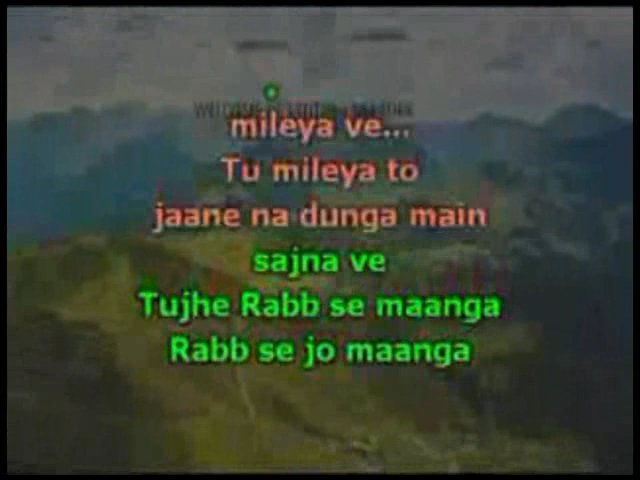 mileya ve...
Tu mileya to
jaane na dunga main
sajna ve
Tujhe Rabb se maanga
Rabb se jo maanga